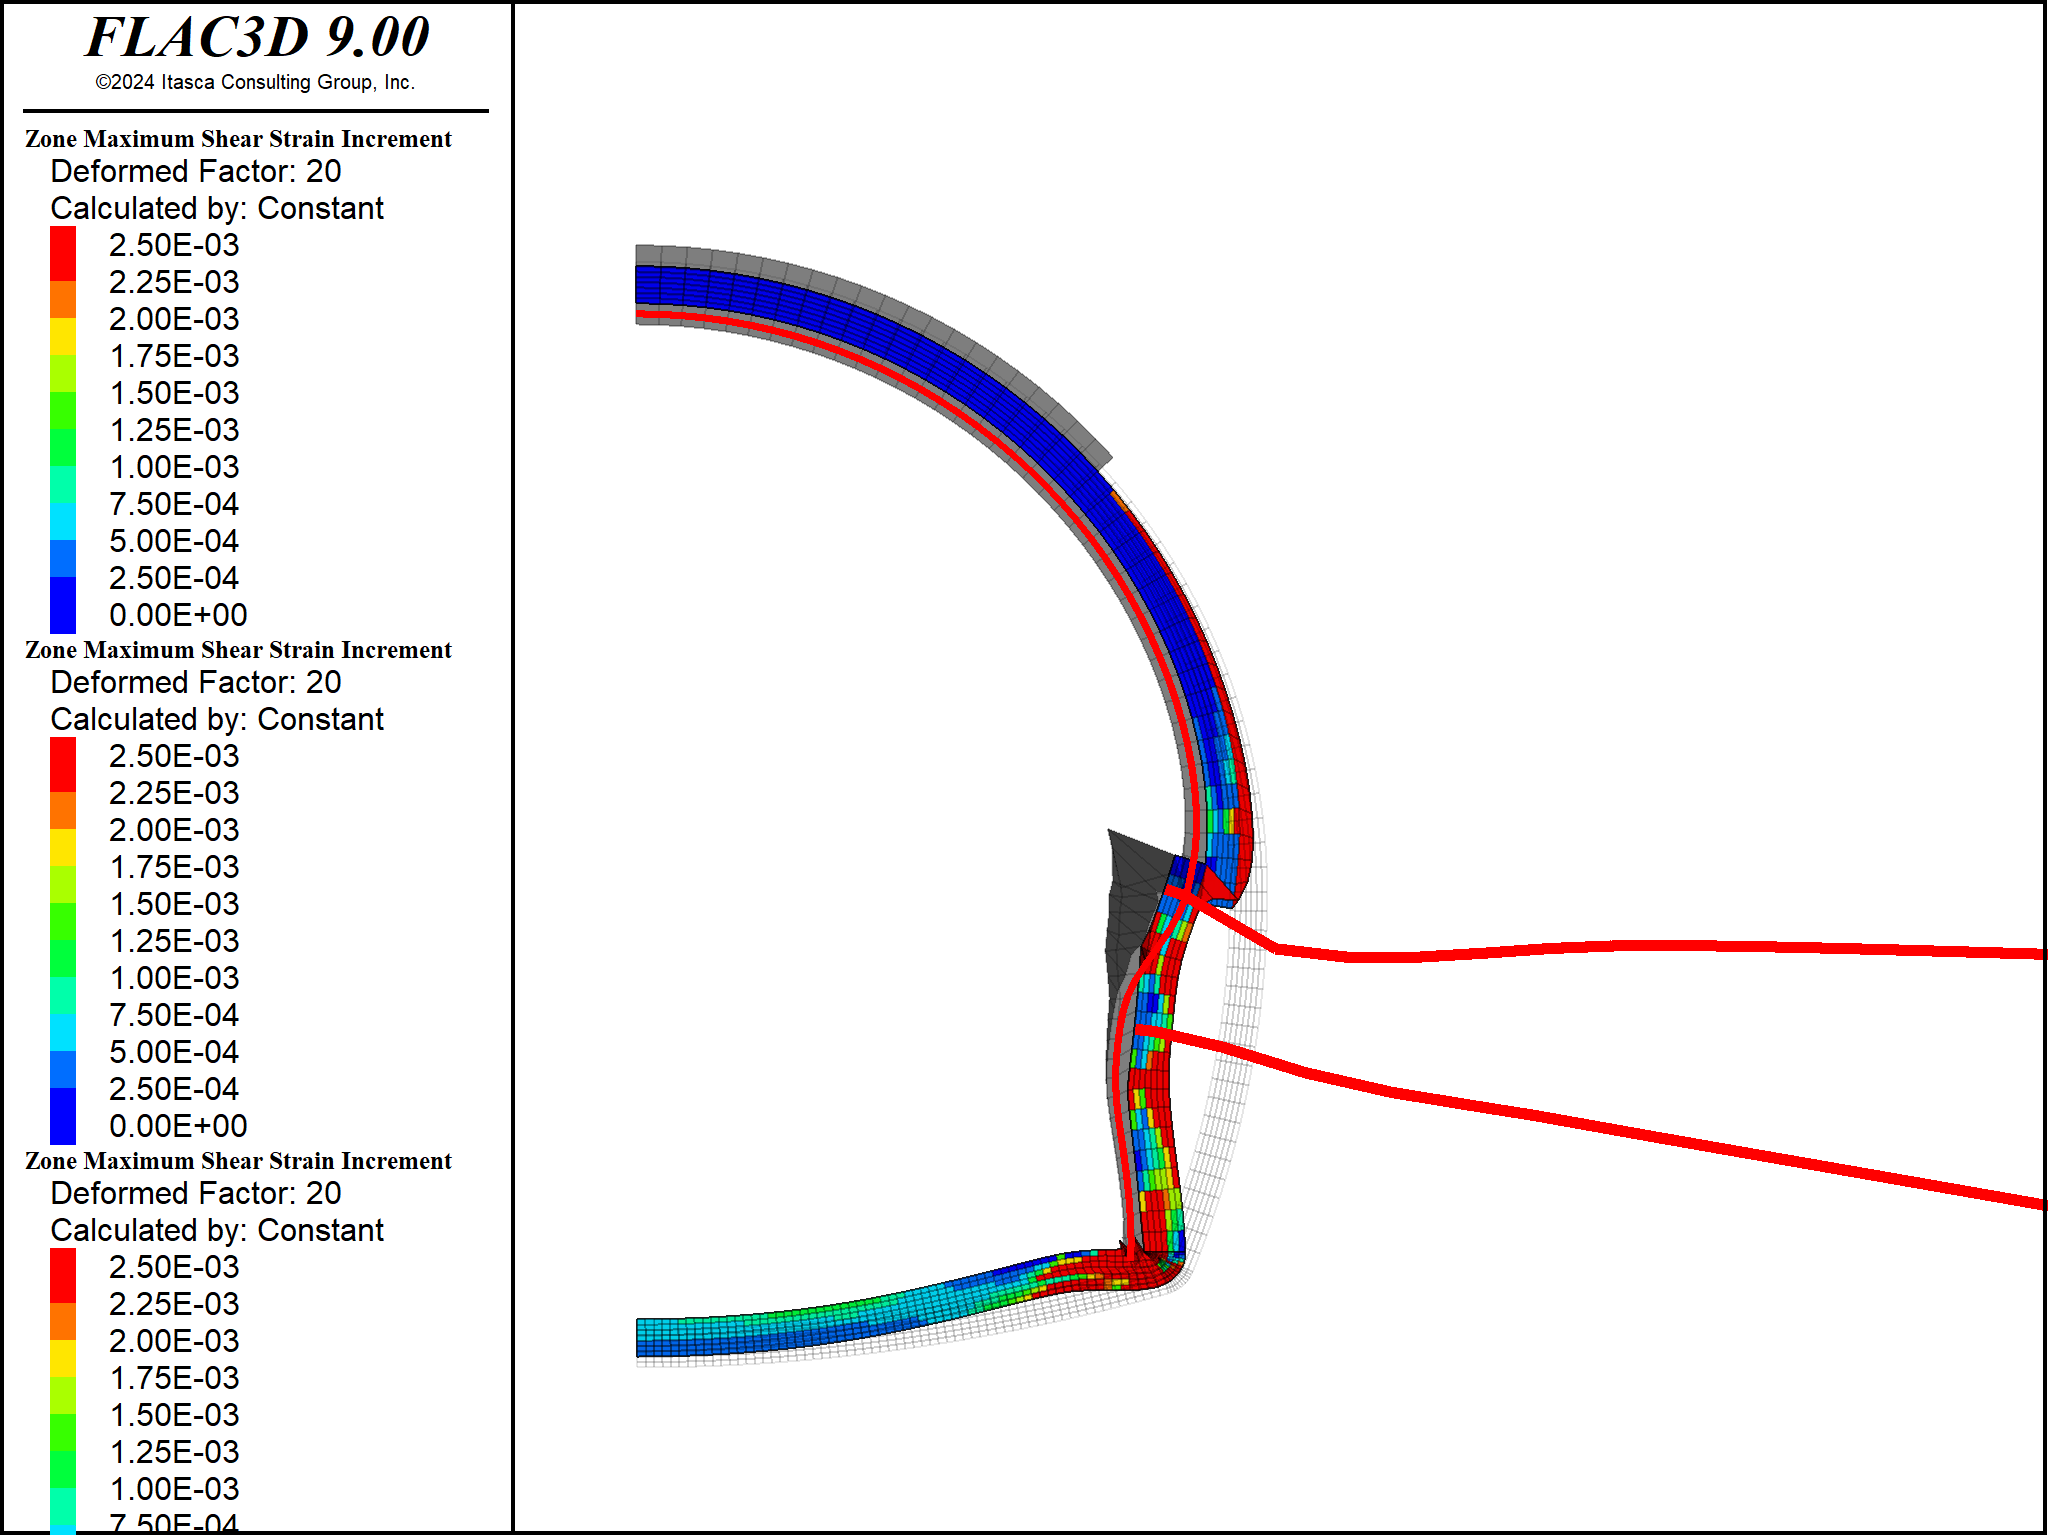 FLAC3D 9.00
©2024 Itasca Consulting Group, Inc.
Zone Maximum Shear Strain Increment
Deformed Factor: 20
Calculated by: Constant
2.50E-03
2.25E-03
2.00E-03
1.75E-03
1.50E-03
1.25E-03
1.00E-03
7.50E-04
5.00E-04
2.50E-04
0.00E+00
Zone Maximum Shear Strain Increment
Deformed Factor: 20
Calculated by: Constant
2.50E-03
2.25E-03
2.00E-03
1.75E-03
1.50E-03
1.25E-03
1.00E-03
7.50E-04
5.00E-04
2.50E-04
0.00E+00
Zone Maximum Shear Strain Increment
Deformed Factor: 20
Calculated by: Constant
2.50E-03
2.25E-03
2.00E-03
1.75E-03
1.50E-03
1.25E-03
1.00E-03
7.50E-04